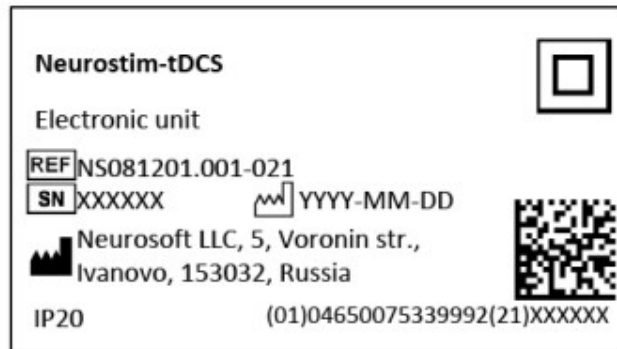 Neurostim-tDCS
Electronic unit
REF NS081201.001-021
SN XXXXXX YYYY-MM-DD
Neurosoft LLC, 5, Voronin str.,
Ivanovo, 153032, Russia
IP20 (01)04650075339992(21)XXXXXX